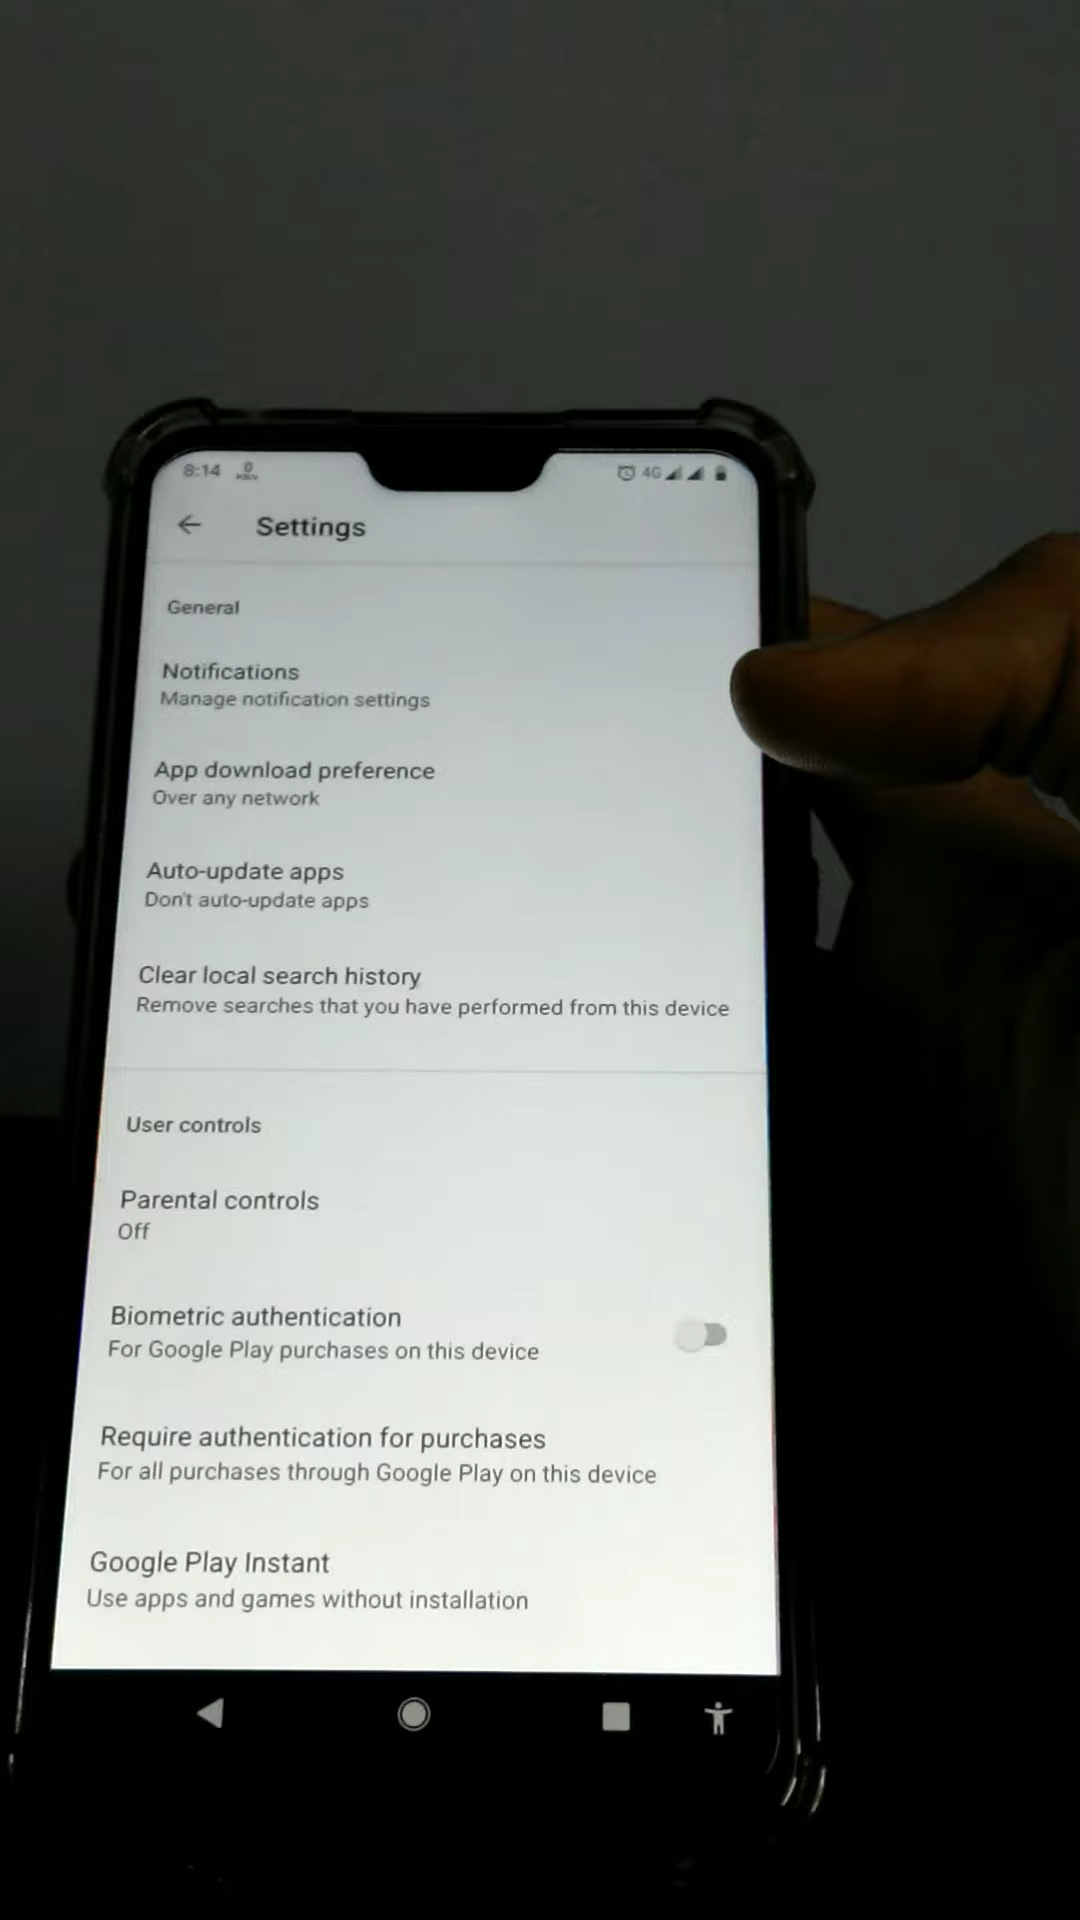 8:14
4G
Settings
General
Notifications
Manage notification settings
App download preference
Over any network
Auto-update apps
Don't auto-update apps
Clear local search history
Remove searches that you have performed from this device
User controls
Parental controls
Off
Biometric authentication
For Google Play purchases on this device
Require authentication for purchases
For all purchases through Google Play on this device
Google Play Instant
Use apps and games without installation